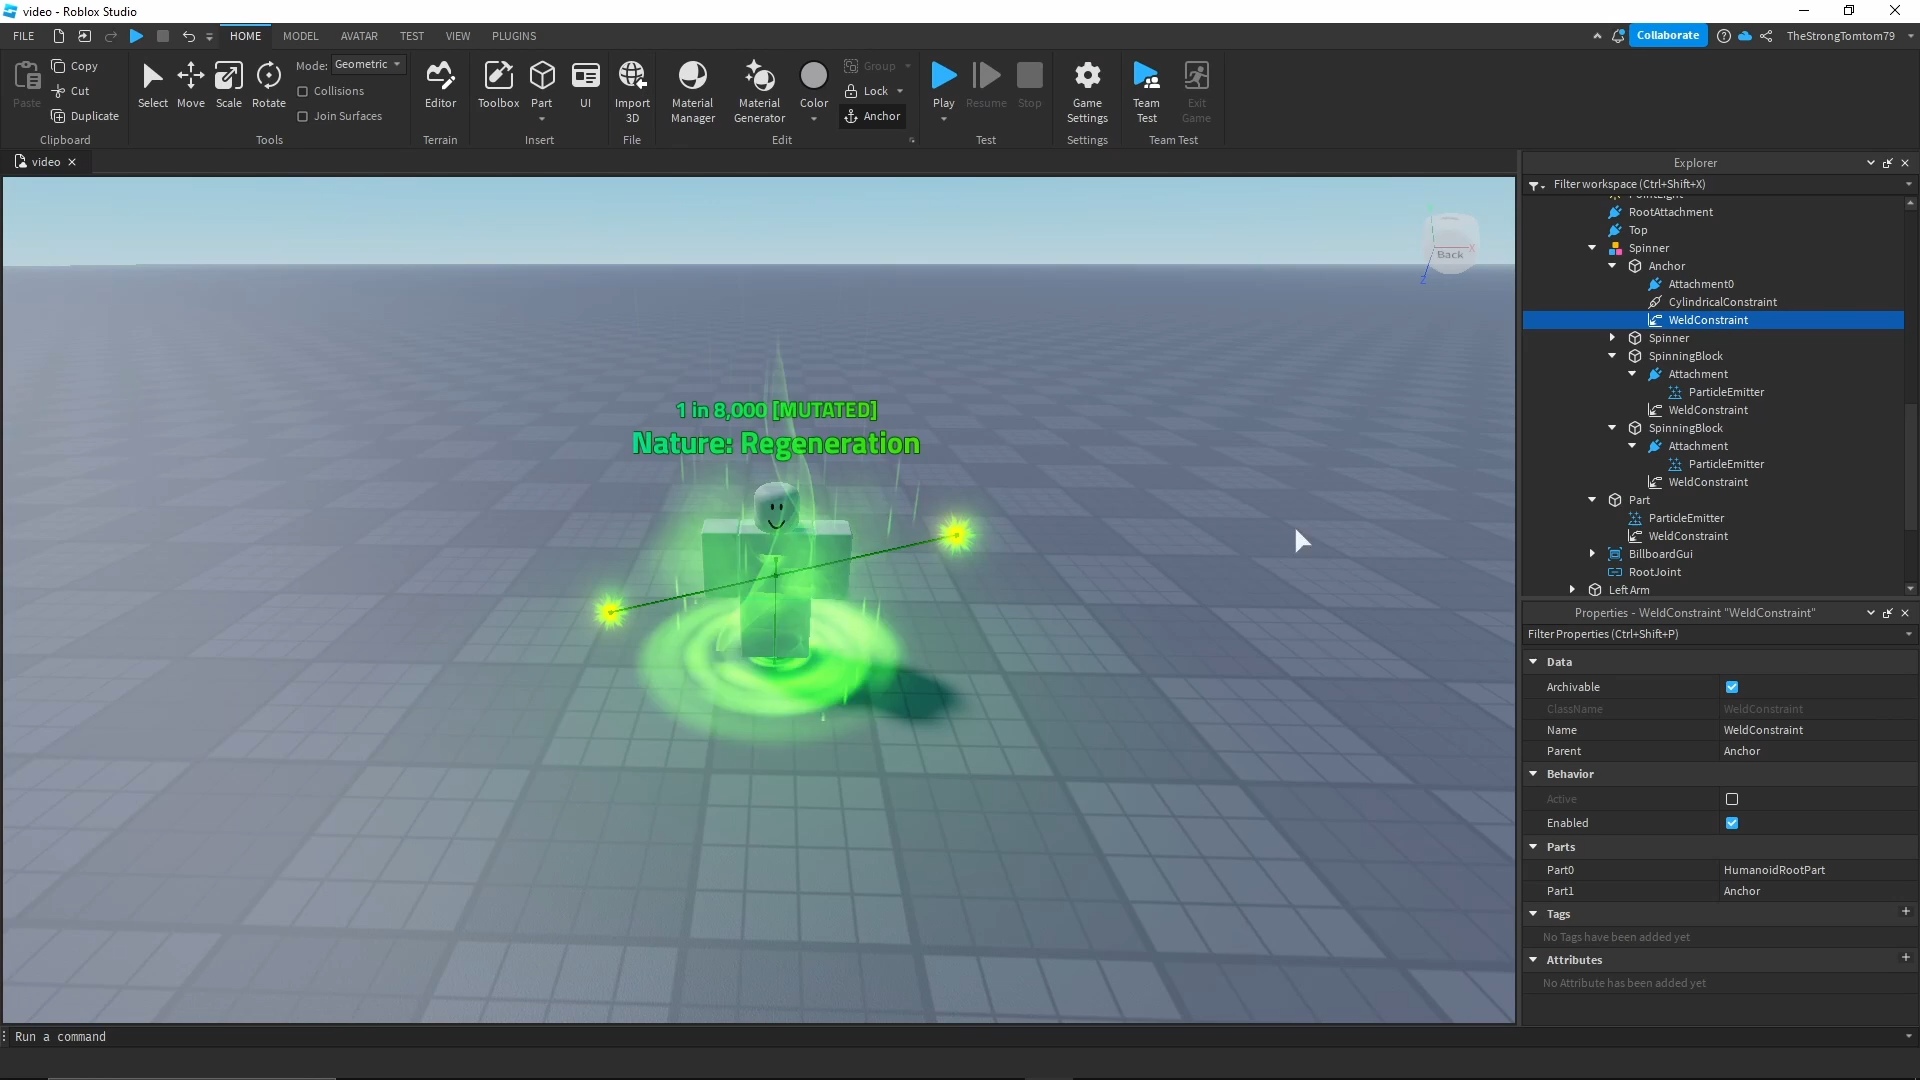 video - Roblox Studio
FILE
HOME
MODEL
AVATAR
TEST
VIEW
PLUGINS
Collaborate
TheStrongTomtom79
Paste
Copy
Cut
Duplicate
Clipboard
Select
Move
Scale
Rotate
Mode:
Geometric
Collisions
Join Surfaces
Tools
Editor
Terrain
Toolbox
Part
UI
Insert
Import
3D
File
Material
Manager
Material
Generator
Color
Group
Lock
Anchor
Edit
Play
Resume
Stop
Test
Game
Settings
Settings
Team
Test
Exit
Game
Team Test
video
Back
X
Z
1 in 8,000 [MUTATED]
Nature: Regeneration
Explorer
Filter workspace (Ctrl+Shift+X)
PointLight
RootAttachment
Top
Spinner
Anchor
Attachment0
CylindricalConstraint
WeldConstraint
Spinner
SpinningBlock
Attachment
ParticleEmitter
WeldConstraint
SpinningBlock
Attachment
ParticleEmitter
WeldConstraint
Part
ParticleEmitter
WeldConstraint
BillboardGui
RootJoint
Left Arm
Properties - WeldConstraint "WeldConstraint"
Filter Properties (Ctrl+Shift+P)
Data
Archivable
ClassName WeldConstraint
Name WeldConstraint
Parent Anchor
Behavior
Active
Enabled
Parts
Part0 HumanoidRootPart
Part1 Anchor
Tags
No Tags have been added yet
Attributes
No Attribute has been added yet
Run a command